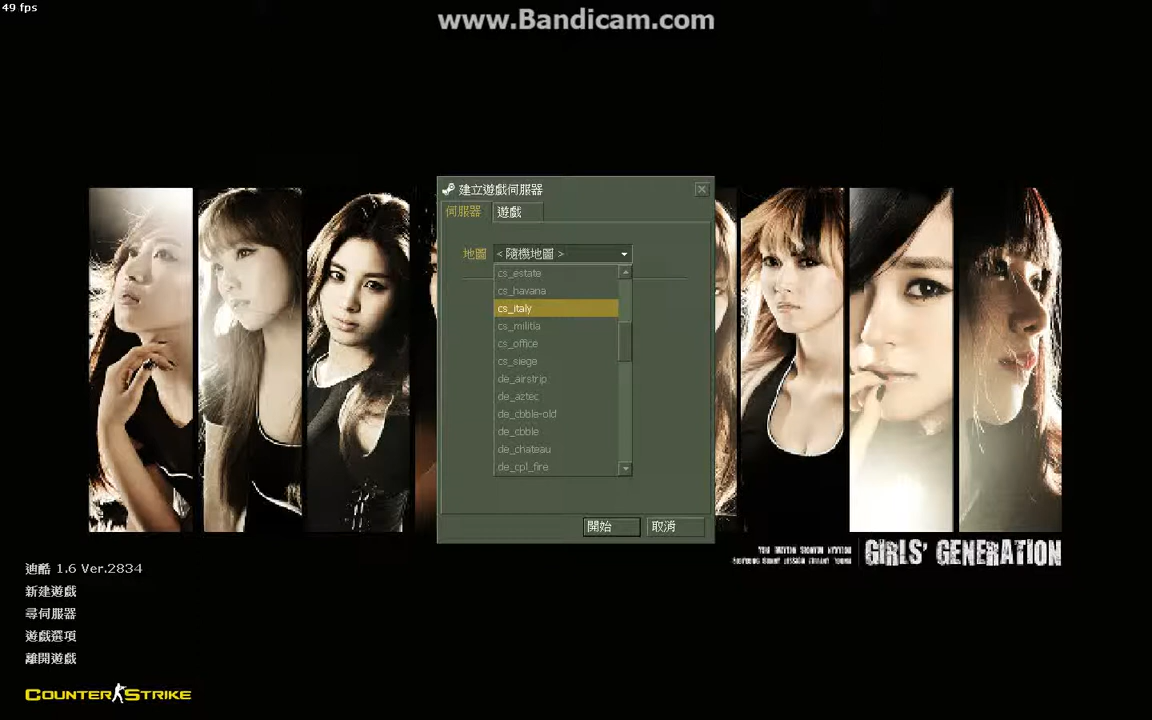 49 fps
www.Bandicam.com
建立遊戲伺服器
伺服器
遊戲
地圖
< 隨機地圖 >
cs_estate
cs_havana
cs_italy
cs_militia
cs_office
cs_siege
de_airstrip
de_aztec
de_cbble-old
de_cbble
de_chateau
de_cpl_fire
開始
取消
GIRLS' GENERATION
迪酷 1.6 Ver.2834
新建遊戲
尋伺服器
遊戲選項
離開遊戲
COUNTER STRIKE